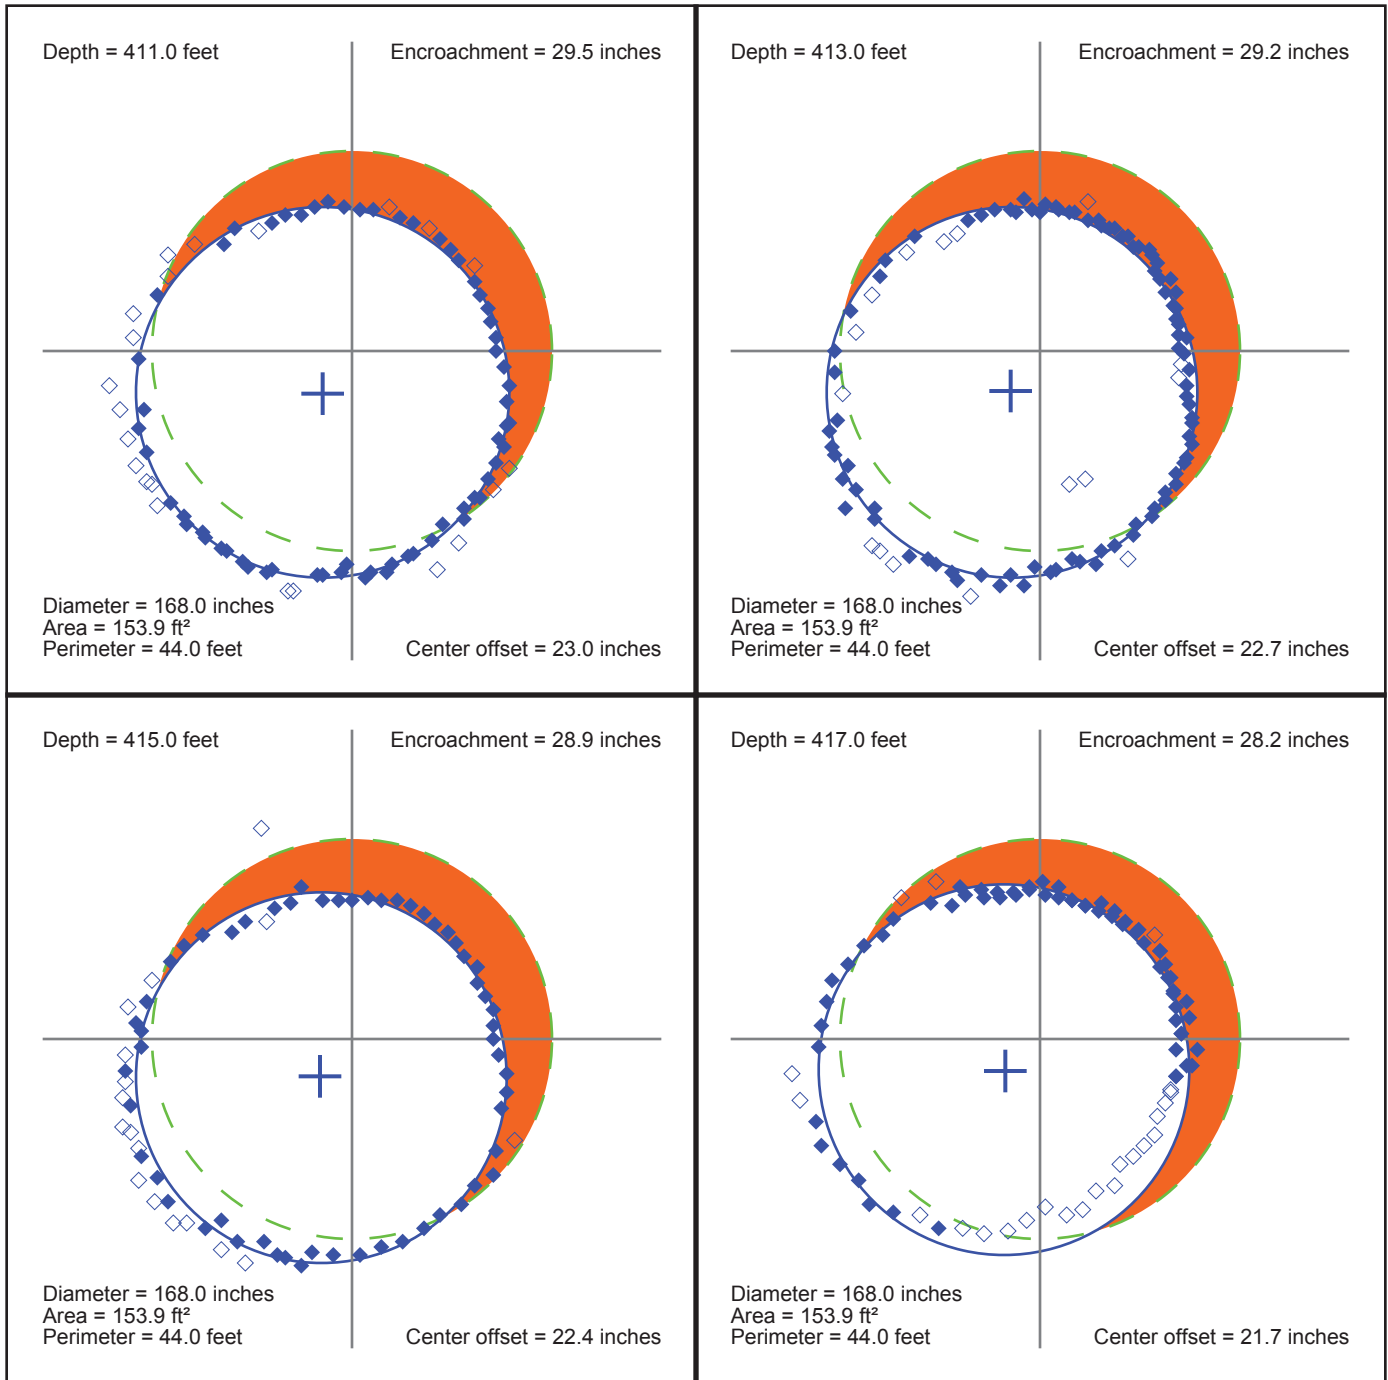 Depth = 411.0 feet
Encroachment = 29.5 inches
Diameter = 168.0 inches
Area = 153.9 ft²
Perimeter = 44.0 feet
Center offset = 23.0 inches
Depth = 413.0 feet
Encroachment = 29.2 inches
Diameter = 168.0 inches
Area = 153.9 ft²
Perimeter = 44.0 feet
Center offset = 22.7 inches
Depth = 415.0 feet
Encroachment = 28.9 inches
Diameter = 168.0 inches
Area = 153.9 ft²
Perimeter = 44.0 feet
Center offset = 22.4 inches
Depth = 417.0 feet
Encroachment = 28.2 inches
Diameter = 168.0 inches
Area = 153.9 ft²
Perimeter = 44.0 feet
Center offset = 21.7 inches